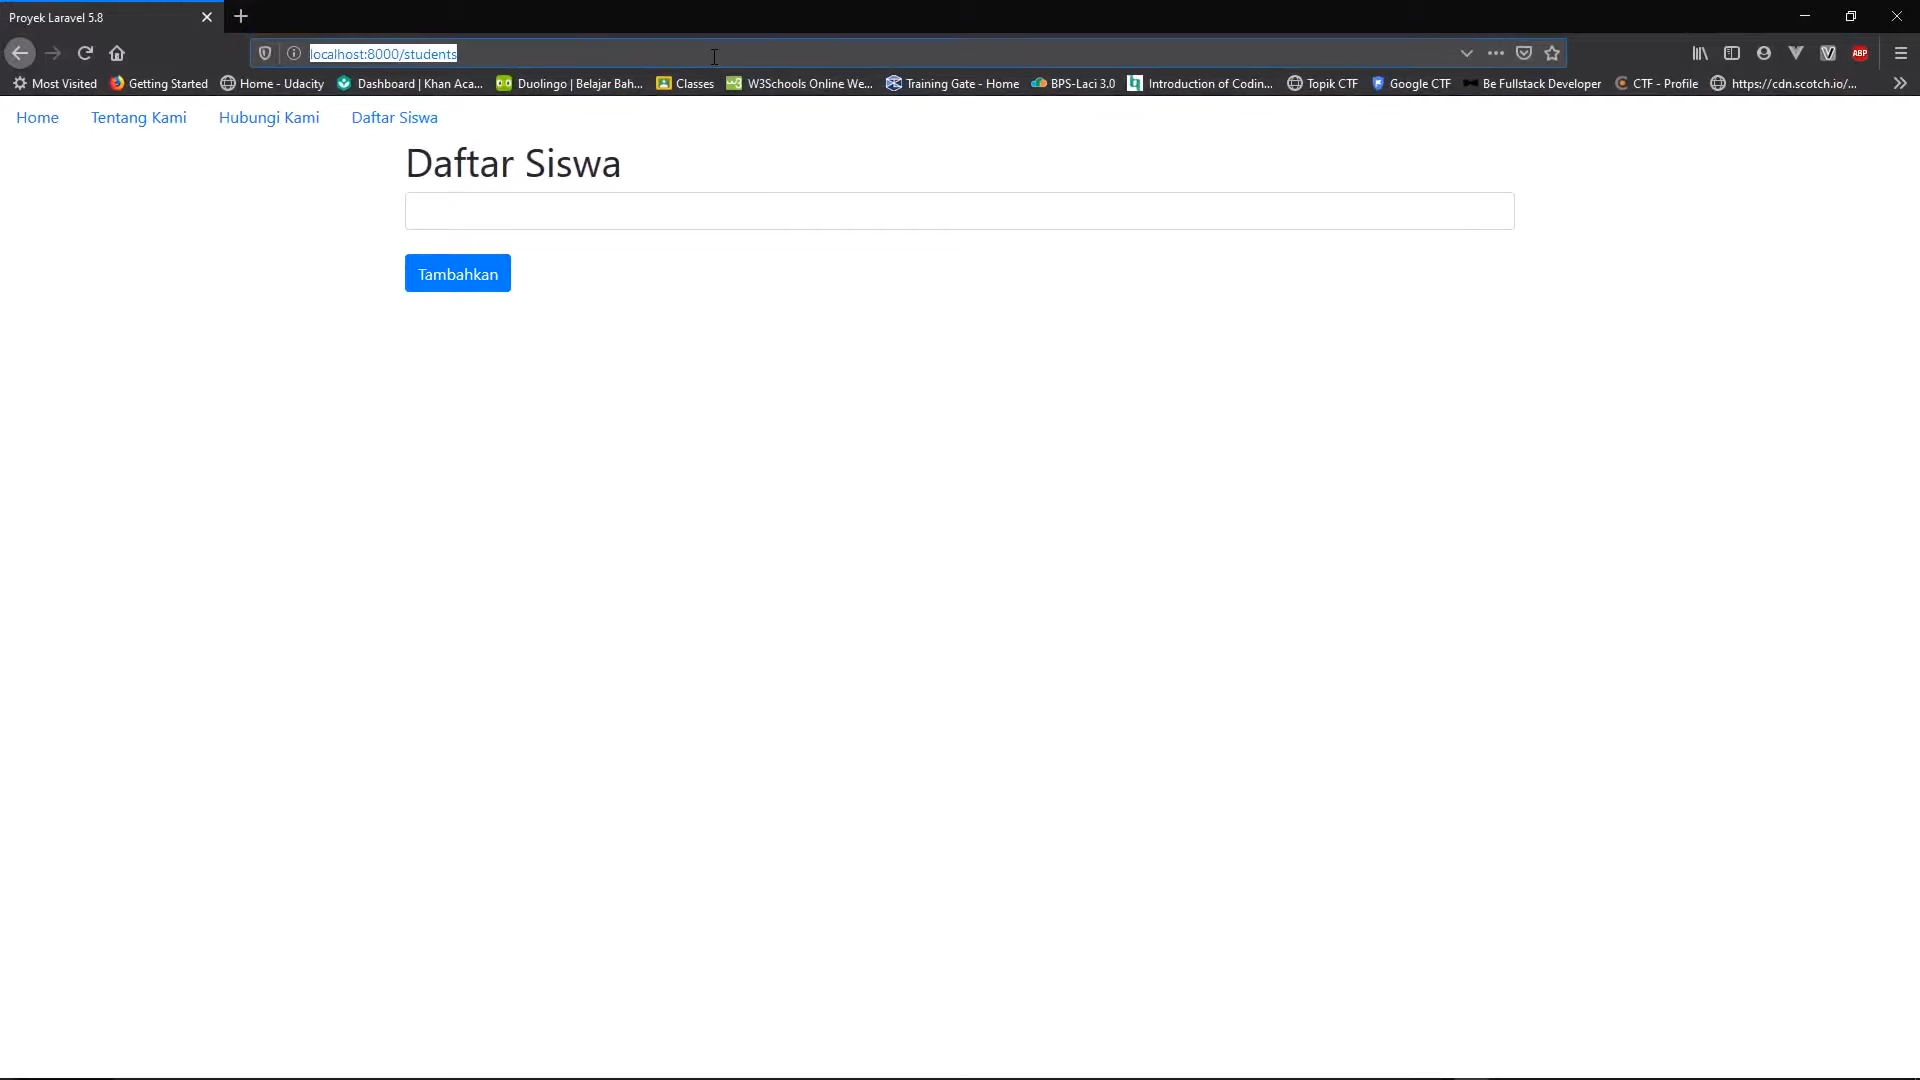 Proyek Laravel 5.8
localhost:8000/students
ABP
Most Visited Getting Started Home - Udacity Dashboard | Khan Aca... Duolingo | Belajar Bah... Classes W3Schools Online We... Training Gate - Home BPS-Laci 3.0 Introduction of Codin... Topik CTF Google CTF Be Fullstack Developer CTF - Profile https://cdn.scotch.io/...
Home Tentang Kami Hubungi Kami Daftar Siswa
Daftar Siswa
Tambahkan